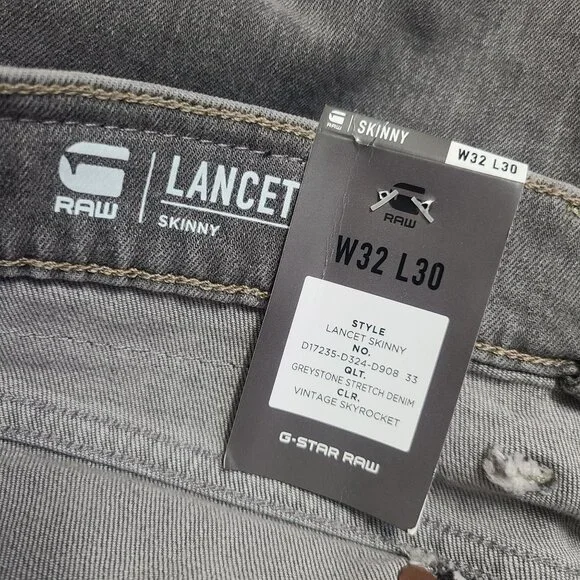 RAW
LANCET
SKINNY
RAW
SKINNY
W32 L30
RAW
W32 L30
STYLE
LANCET SKINNY
NO.
D17235-D324-D908 33
QLT.
GREYSTONE STRETCH DENIM
CLR.
VINTAGE SKYROCKET
G-STAR RAW